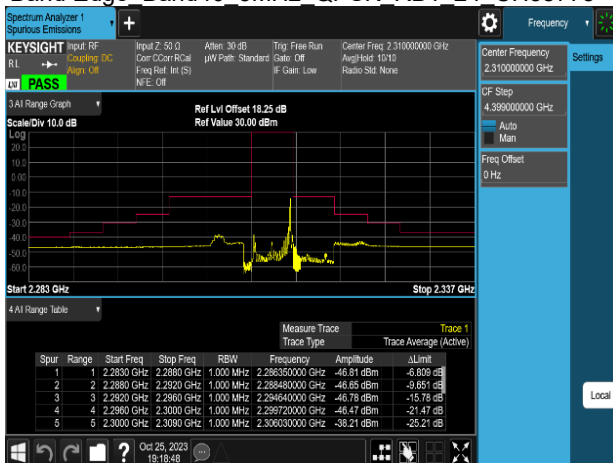 Spectrum Analyzer 1
Spurious Emissions
Frequency
KEYSIGHT
RL
Input: RF
Coupling: DC
Align: Off
Input Z: 50 Ω
Corr CCorr RCal
Freq Ref: Int (S)
NFE: Off
Atten: 30 dB
µW Path: Standard
Trig: Free Run
Gate: Off
IF Gain: Low
Center Freq: 2.310000000 GHz
Avg|Hold: 10/10
Radio Std: None
LXI PASS
Center Frequency
2.310000000 GHz
Settings
CF Step
4.399000000 GHz
Auto
Man
Freq Offset
0 Hz
3 All Range Graph
Scale/Div 10.0 dB
Ref Lvl Offset 18.25 dB
Ref Value 30.00 dBm
Log
20.0
10.0
0.00
-10.0
-20.0
-30.0
-40.0
-50.0
-60.0
Start 2.283 GHz
Stop 2.337 GHz
4 All Range Table
Measure Trace Trace 1
Trace Type Trace Average (Active)
Spur Range Start Freq Stop Freq RBW Frequency Amplitude ΔLimit
1 1 2.2830 GHz 2.2880 GHz 1.000 MHz 2.286350000 GHz -46.81 dBm -6.809 dB
2 2 2.2880 GHz 2.2920 GHz 1.000 MHz 2.288480000 GHz -46.65 dBm -9.651 dB
3 3 2.2920 GHz 2.2960 GHz 1.000 MHz 2.294640000 GHz -46.78 dBm -15.78 dB
4 4 2.2960 GHz 2.3000 GHz 1.000 MHz 2.299720000 GHz -46.47 dBm -21.47 dB
5 5 2.3000 GHz 2.3090 GHz 1.000 MHz 2.306030000 GHz -38.21 dBm -25.21 dB
Local
?
Oct 25, 2023
19:18:48